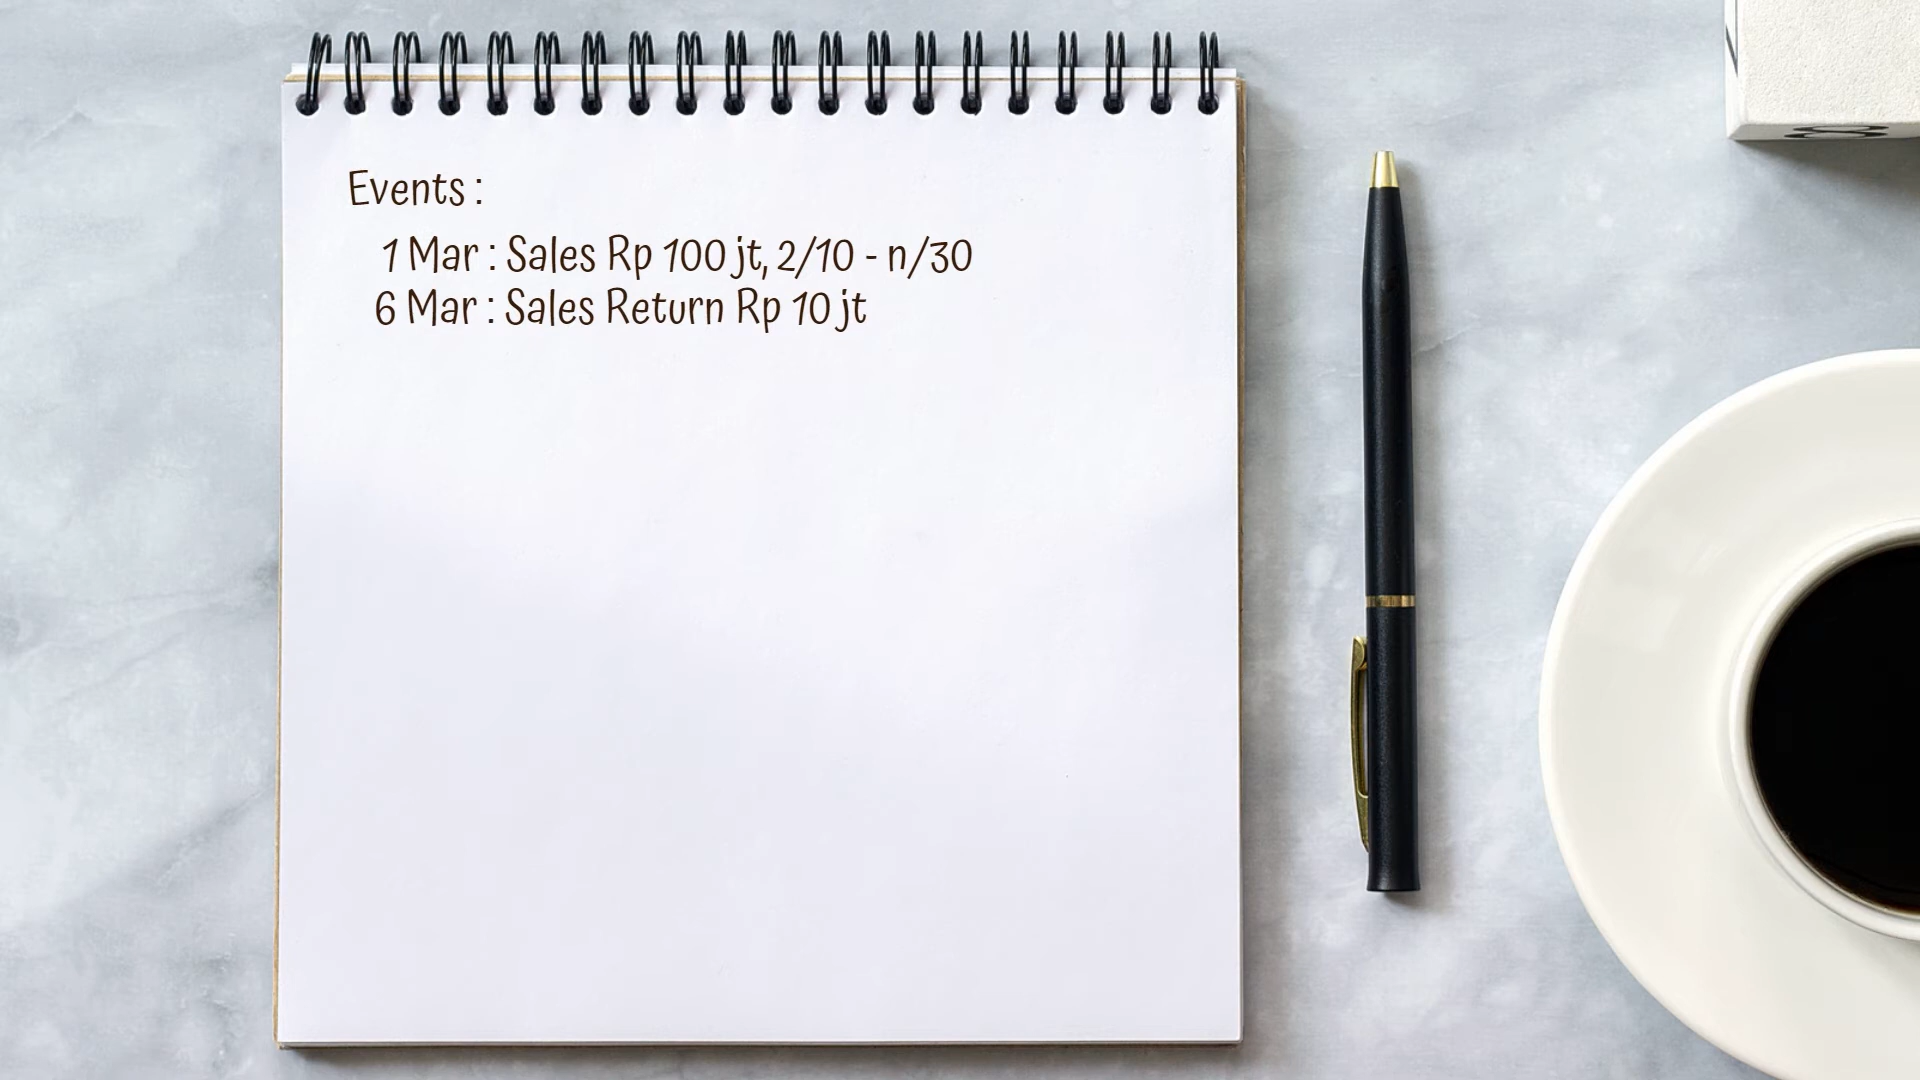 Events :
1 Mar : Sales Rp 100 jt, 2/10 - n/30
6 Mar : Sales Return Rp 10 jt